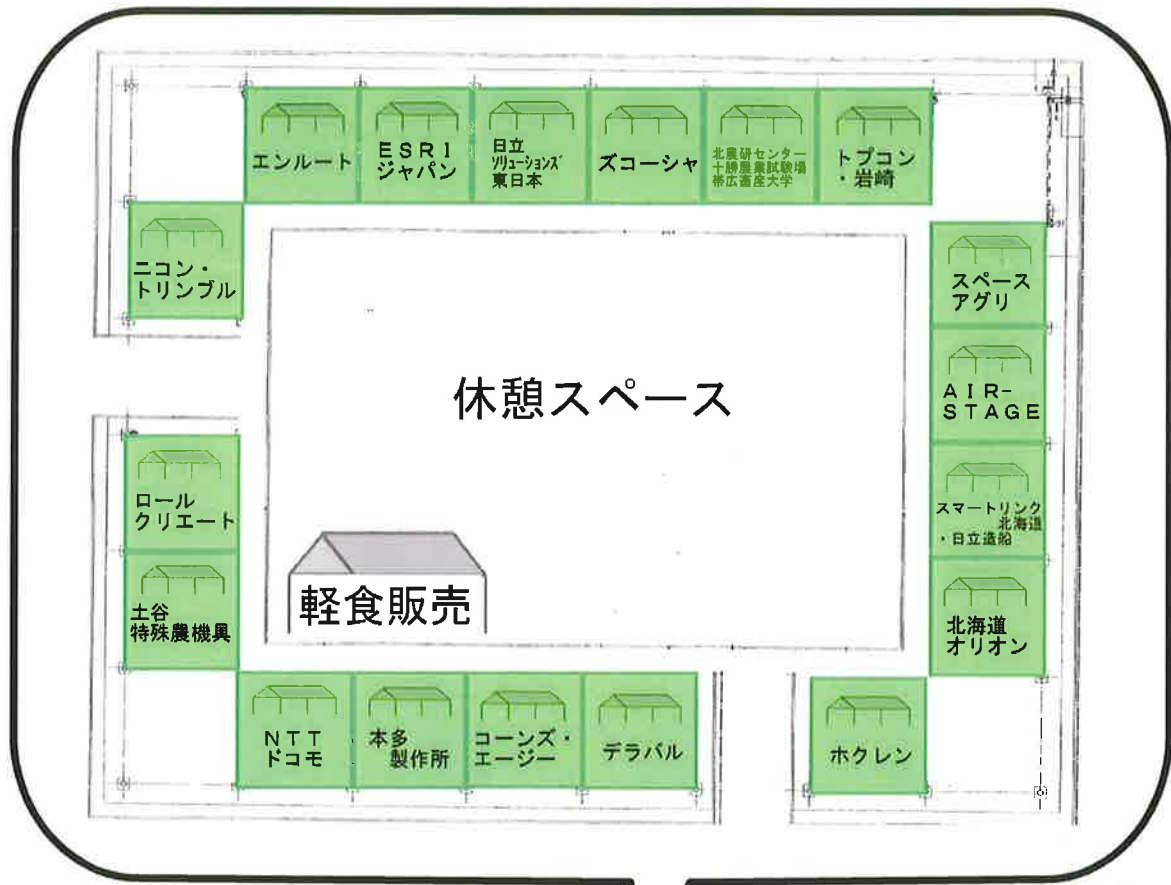 エンルート
ESRI
ジャパン
日立
ソリューションズ
東日本
ズコーシャ
北農研センター
十勝農業試験場
帯広畜産大学
トプコン
・岩崎
ニコン・
トリンブル
スペース
アグリ
休憩スペース
AIR-
STAGE
ロール
クリエート
スマートリンク
北海道
・日立造船
軽食販売
土谷
特殊農機具
北海道
オリオン
NTT
ドコモ
本多
製作所
コーンズ・
エージー
デラバル
ホクレン